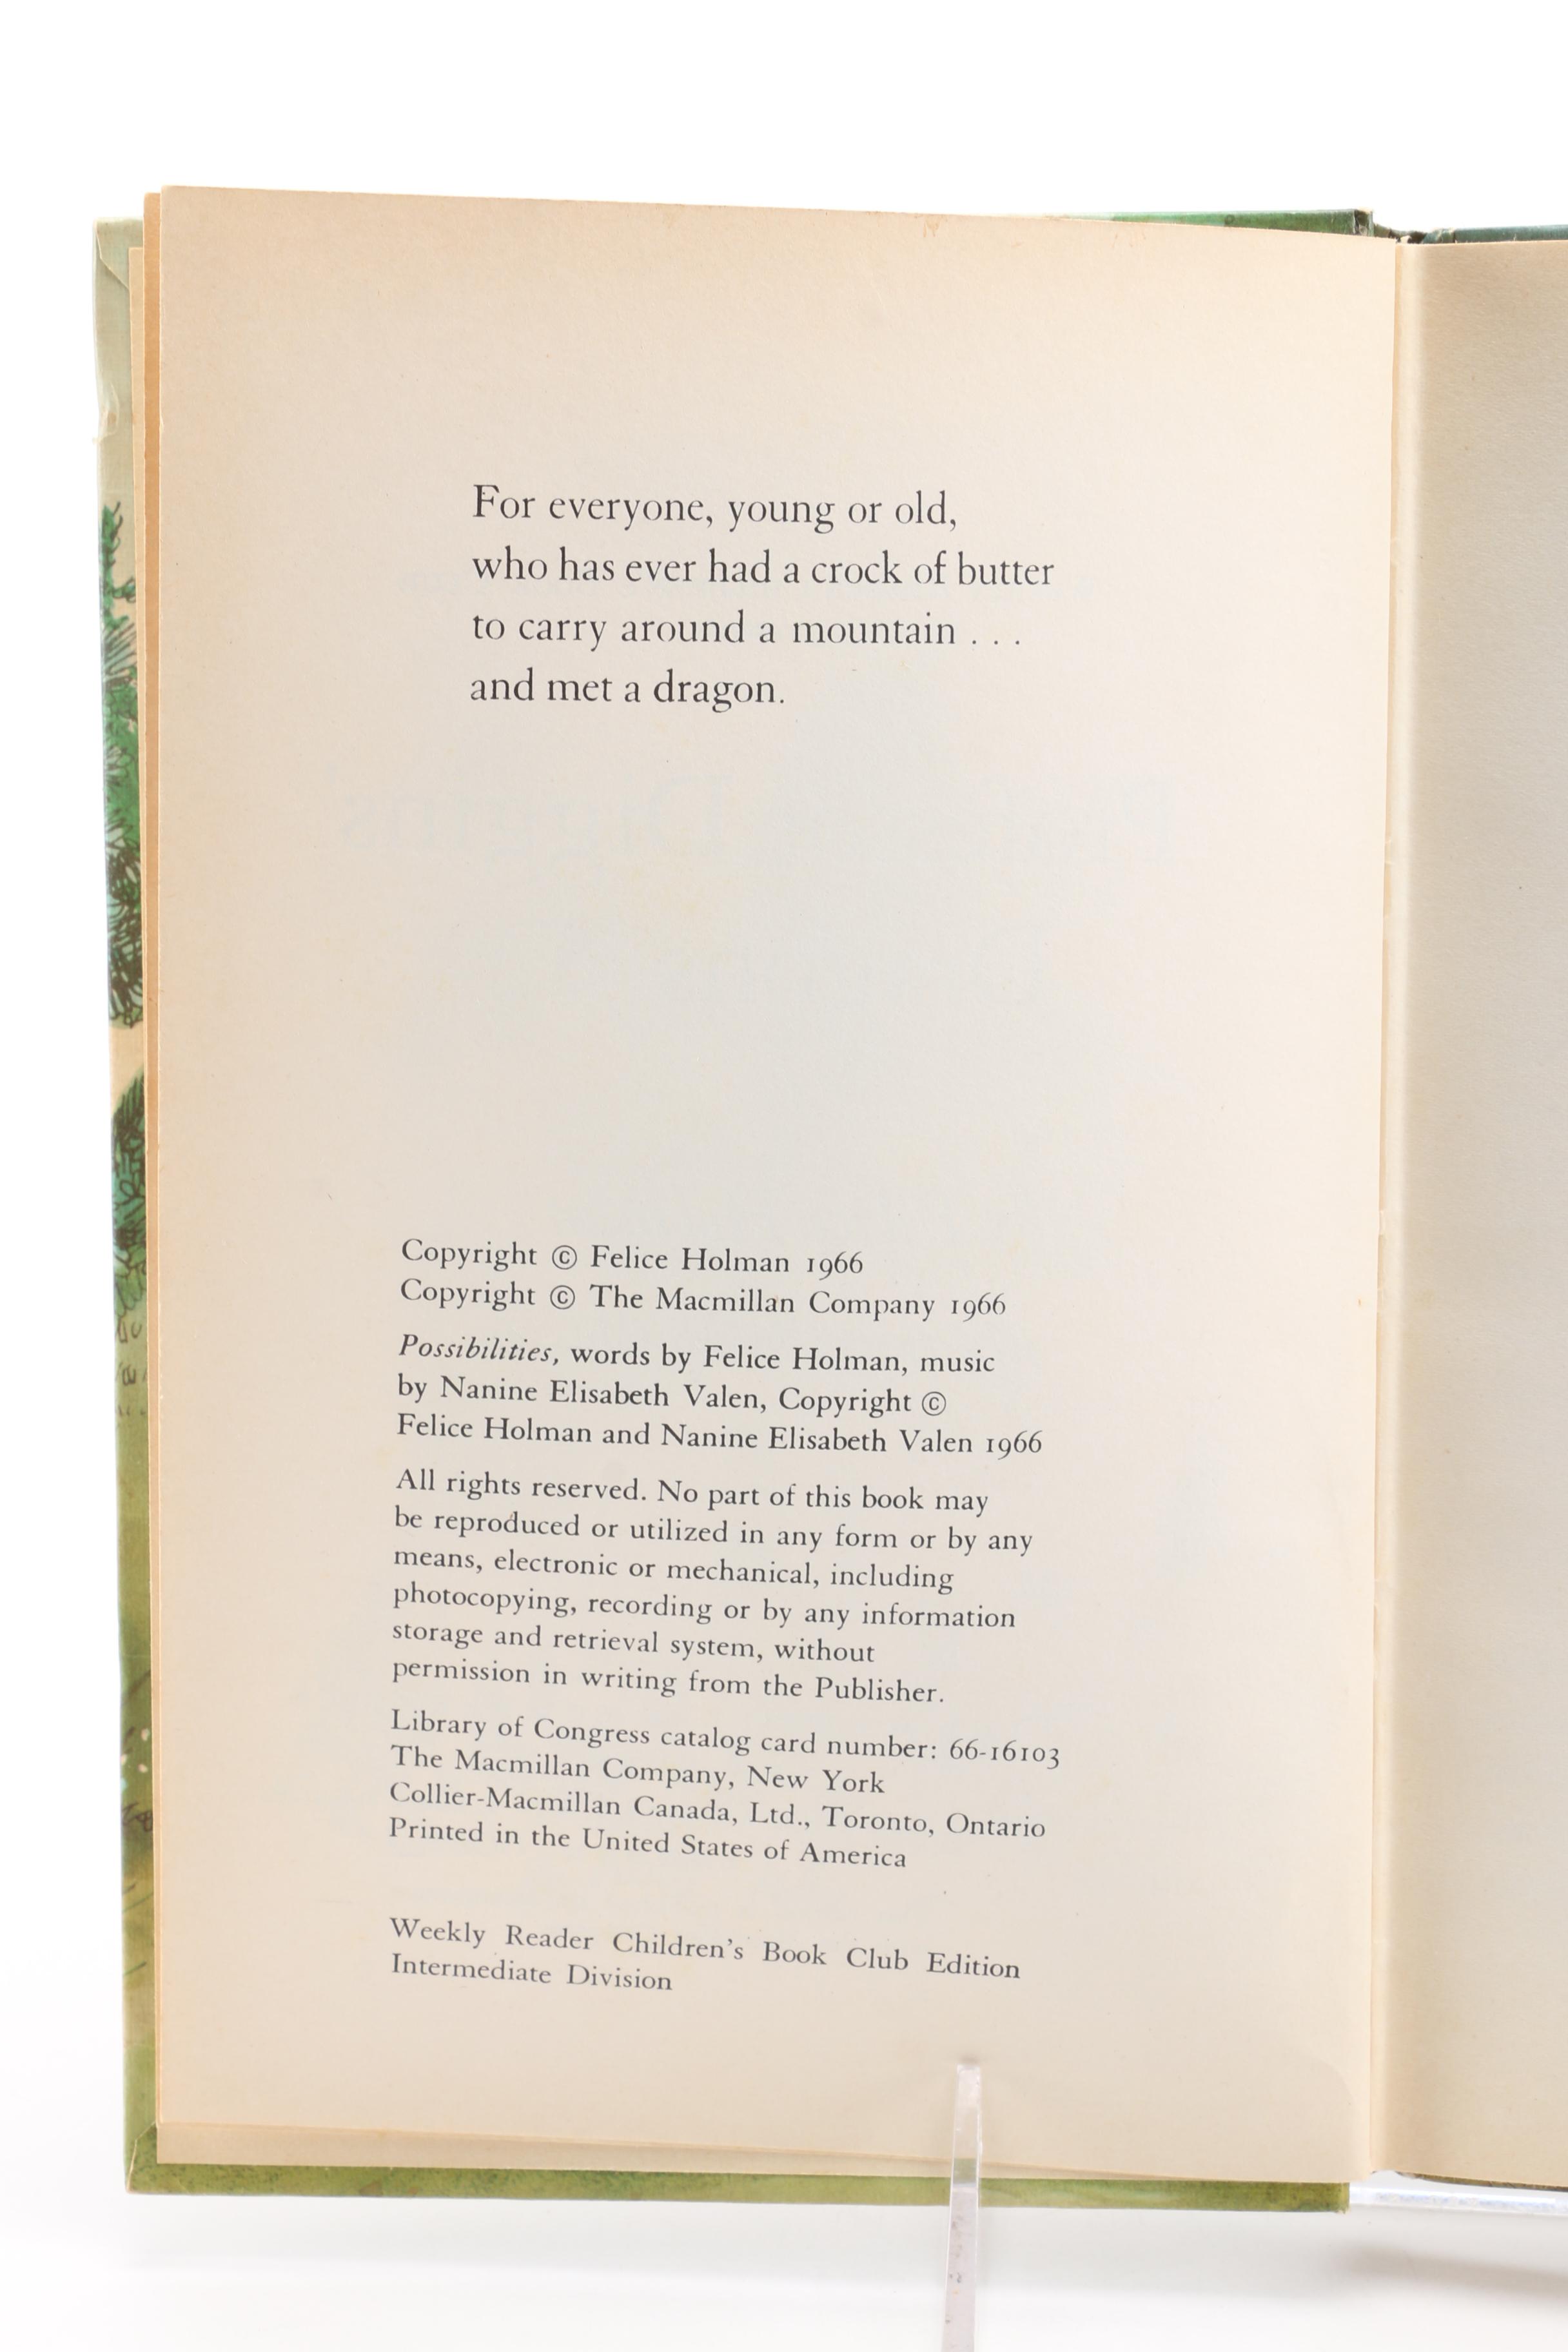 For everyone, young or old,
who has ever had a crock of butter
to carry around a mountain . . .
and met a dragon.
Copyright © Felice Holman 1966
Copyright © The Macmillan Company 1966
Possibilities, words by Felice Holman, music
by Nanine Elisabeth Valen, Copyright ©
Felice Holman and Nanine Elisabeth Valen 1966
All rights reserved. No part of this book may
be reproduced or utilized in any form or by any
means, electronic or mechanical, including
photocopying, recording or by any information
storage and retrieval system, without
permission in writing from the Publisher.
Library of Congress catalog card number: 66-16103
The Macmillan Company, New York
Collier-Macmillan Canada, Ltd., Toronto, Ontario
Printed in the United States of America
Weekly Reader Children's Book Club Edition
Intermediate Division